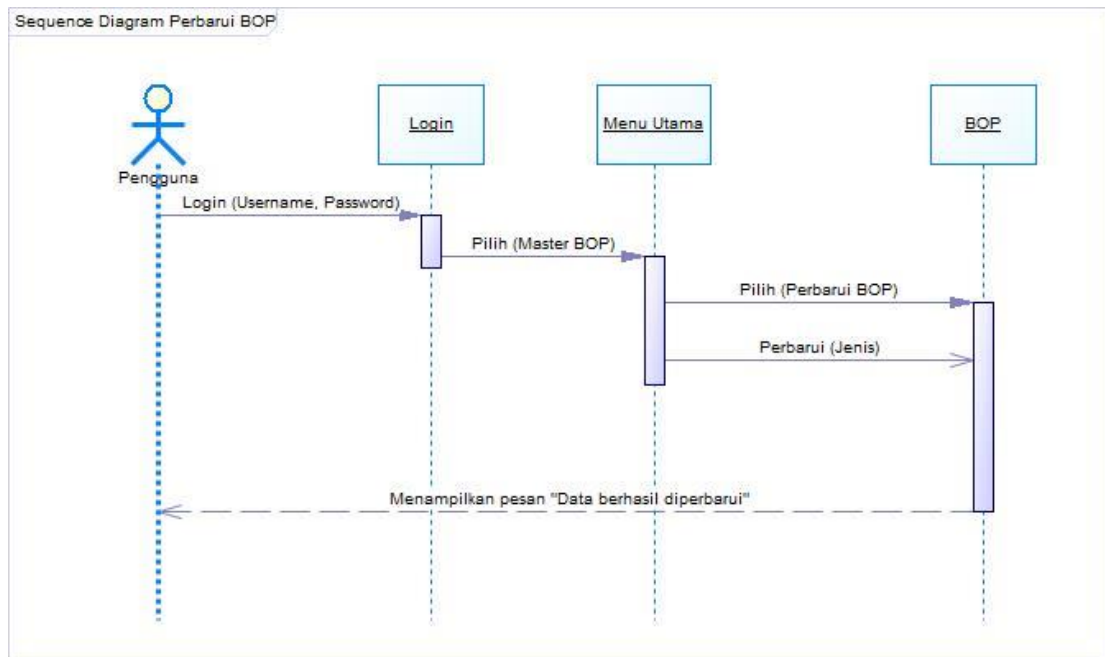 Sequence Diagram Perbarui BOP
Login
Menu Utama
BOP
Pengguna
Login (Username, Password)
Pilih (Master BOP)
Pilih (Perbarui BOP)
Perbarui (Jenis)
Menampilkan pesan "Data berhasil diperbarui"